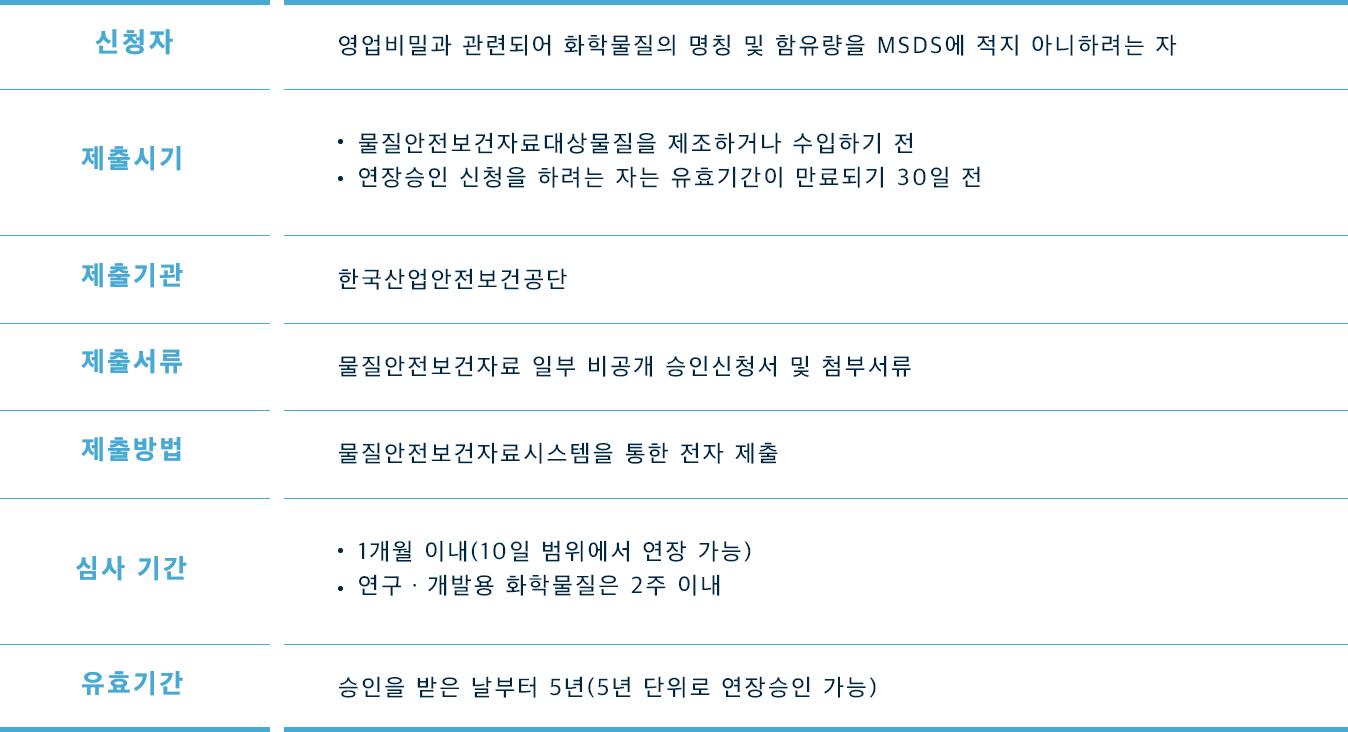 신청자
영업비밀과 관련되어 화학물질의 명칭 및 함유량을 MSDS에 적지 아니하려는 자
제출시기
• 물질안전보건자료대상물질을 제조하거나 수입하기 전
• 연장승인 신청을 하려는 자는 유효기간이 만료되기 30일 전
제출기관
한국산업안전보건공단
제출서류
물질안전보건자료 일부 비공개 승인신청서 및 첨부서류
제출방법
물질안전보건자료시스템을 통한 전자 제출
심사 기간
• 1개월 이내(10일 범위에서 연장 가능)
• 연구 · 개발용 화학물질은 2주 이내
유효기간
승인을 받은 날부터 5년(5년 단위로 연장승인 가능)